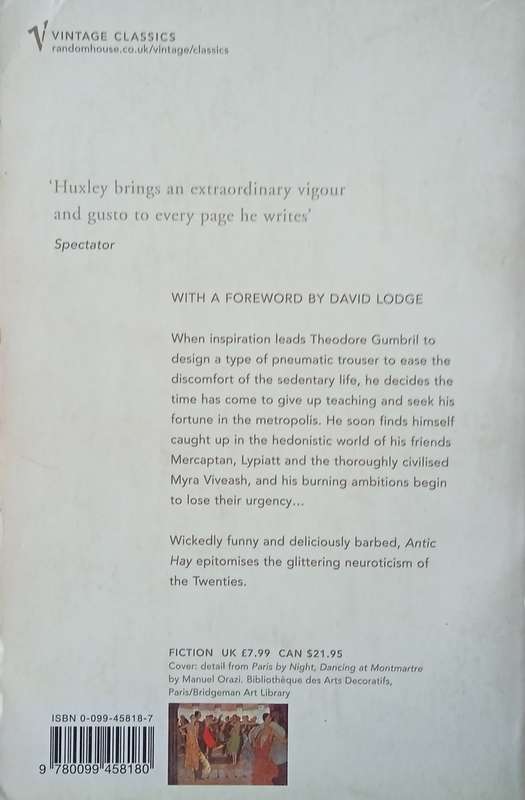 VINTAGE CLASSICS
randomhouse.co.uk/vintage/classics
‘Huxley brings an extraordinary vigour
and gusto to every page he writes’
Spectator
WITH A FOREWORD BY DAVID LODGE
When inspiration leads Theodore Gumbril to
design a type of pneumatic trouser to ease the
discomfort of the sedentary life, he decides the
time has come to give up teaching and seek his
fortune in the metropolis. He soon finds himself
caught up in the hedonistic world of his friends
Mercaptan, Lypiatt and the thoroughly civilised
Myra Viveash, and his burning ambitions begin
to lose their urgency...
Wickedly funny and deliciously barbed, Antic
Hay epitomises the glittering neuroticism of
the Twenties.
FICTION UK £7.99 CAN $21.95
Cover: detail from Paris by Night, Dancing at Montmartre
by Manuel Orazi. Bibliothèque des Arts Decoratifs,
Paris/Bridgeman Art Library
ISBN 0-099-45818-7
9 780099 458180